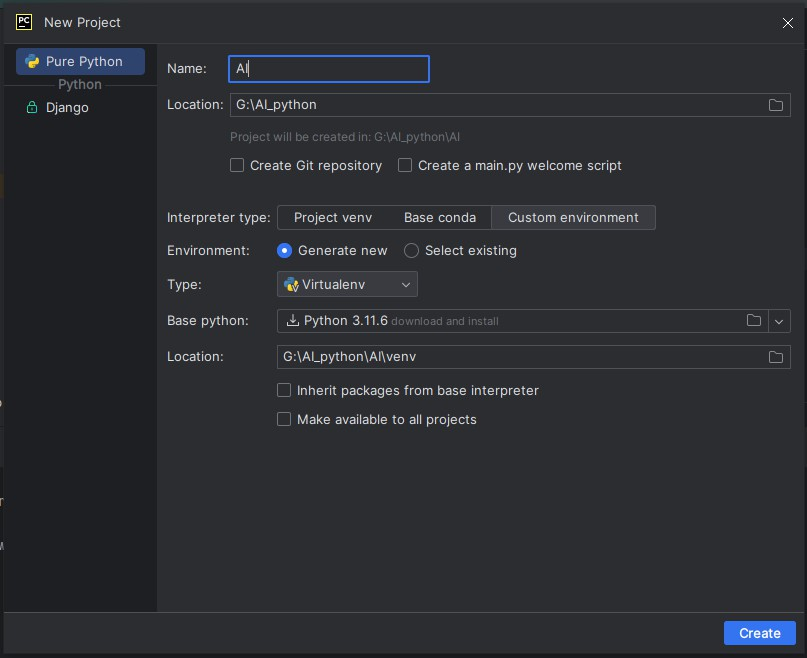 PC New Project
Pure Python
Python
Django
Name: AI
Location: G:\AI_python
Project will be created in: G:\AI_python\AI
Create Git repository Create a main.py welcome script
Interpreter type: Project venv Base conda Custom environment
Environment: Generate new Select existing
Type: Virtualenv
Base python: Python 3.11.6 download and install
Location: G:\AI_python\AI\venv
Inherit packages from base interpreter
Make available to all projects
Create